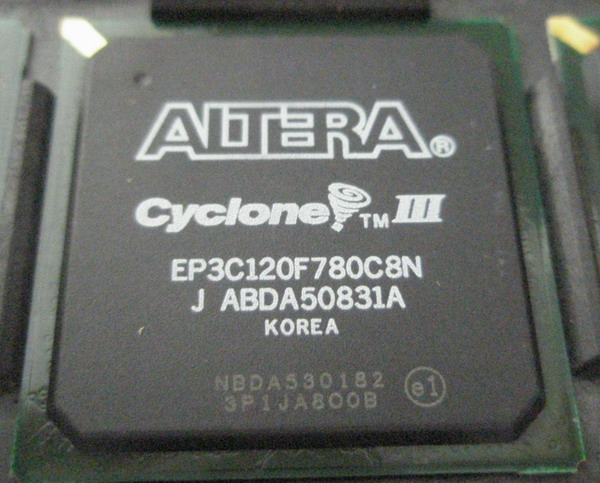 ALTERA®
Cyclone™ III
EP3C120F780C8N
J ABDA50831A
KOREA
NBDA530182
3P1JA800B
e1